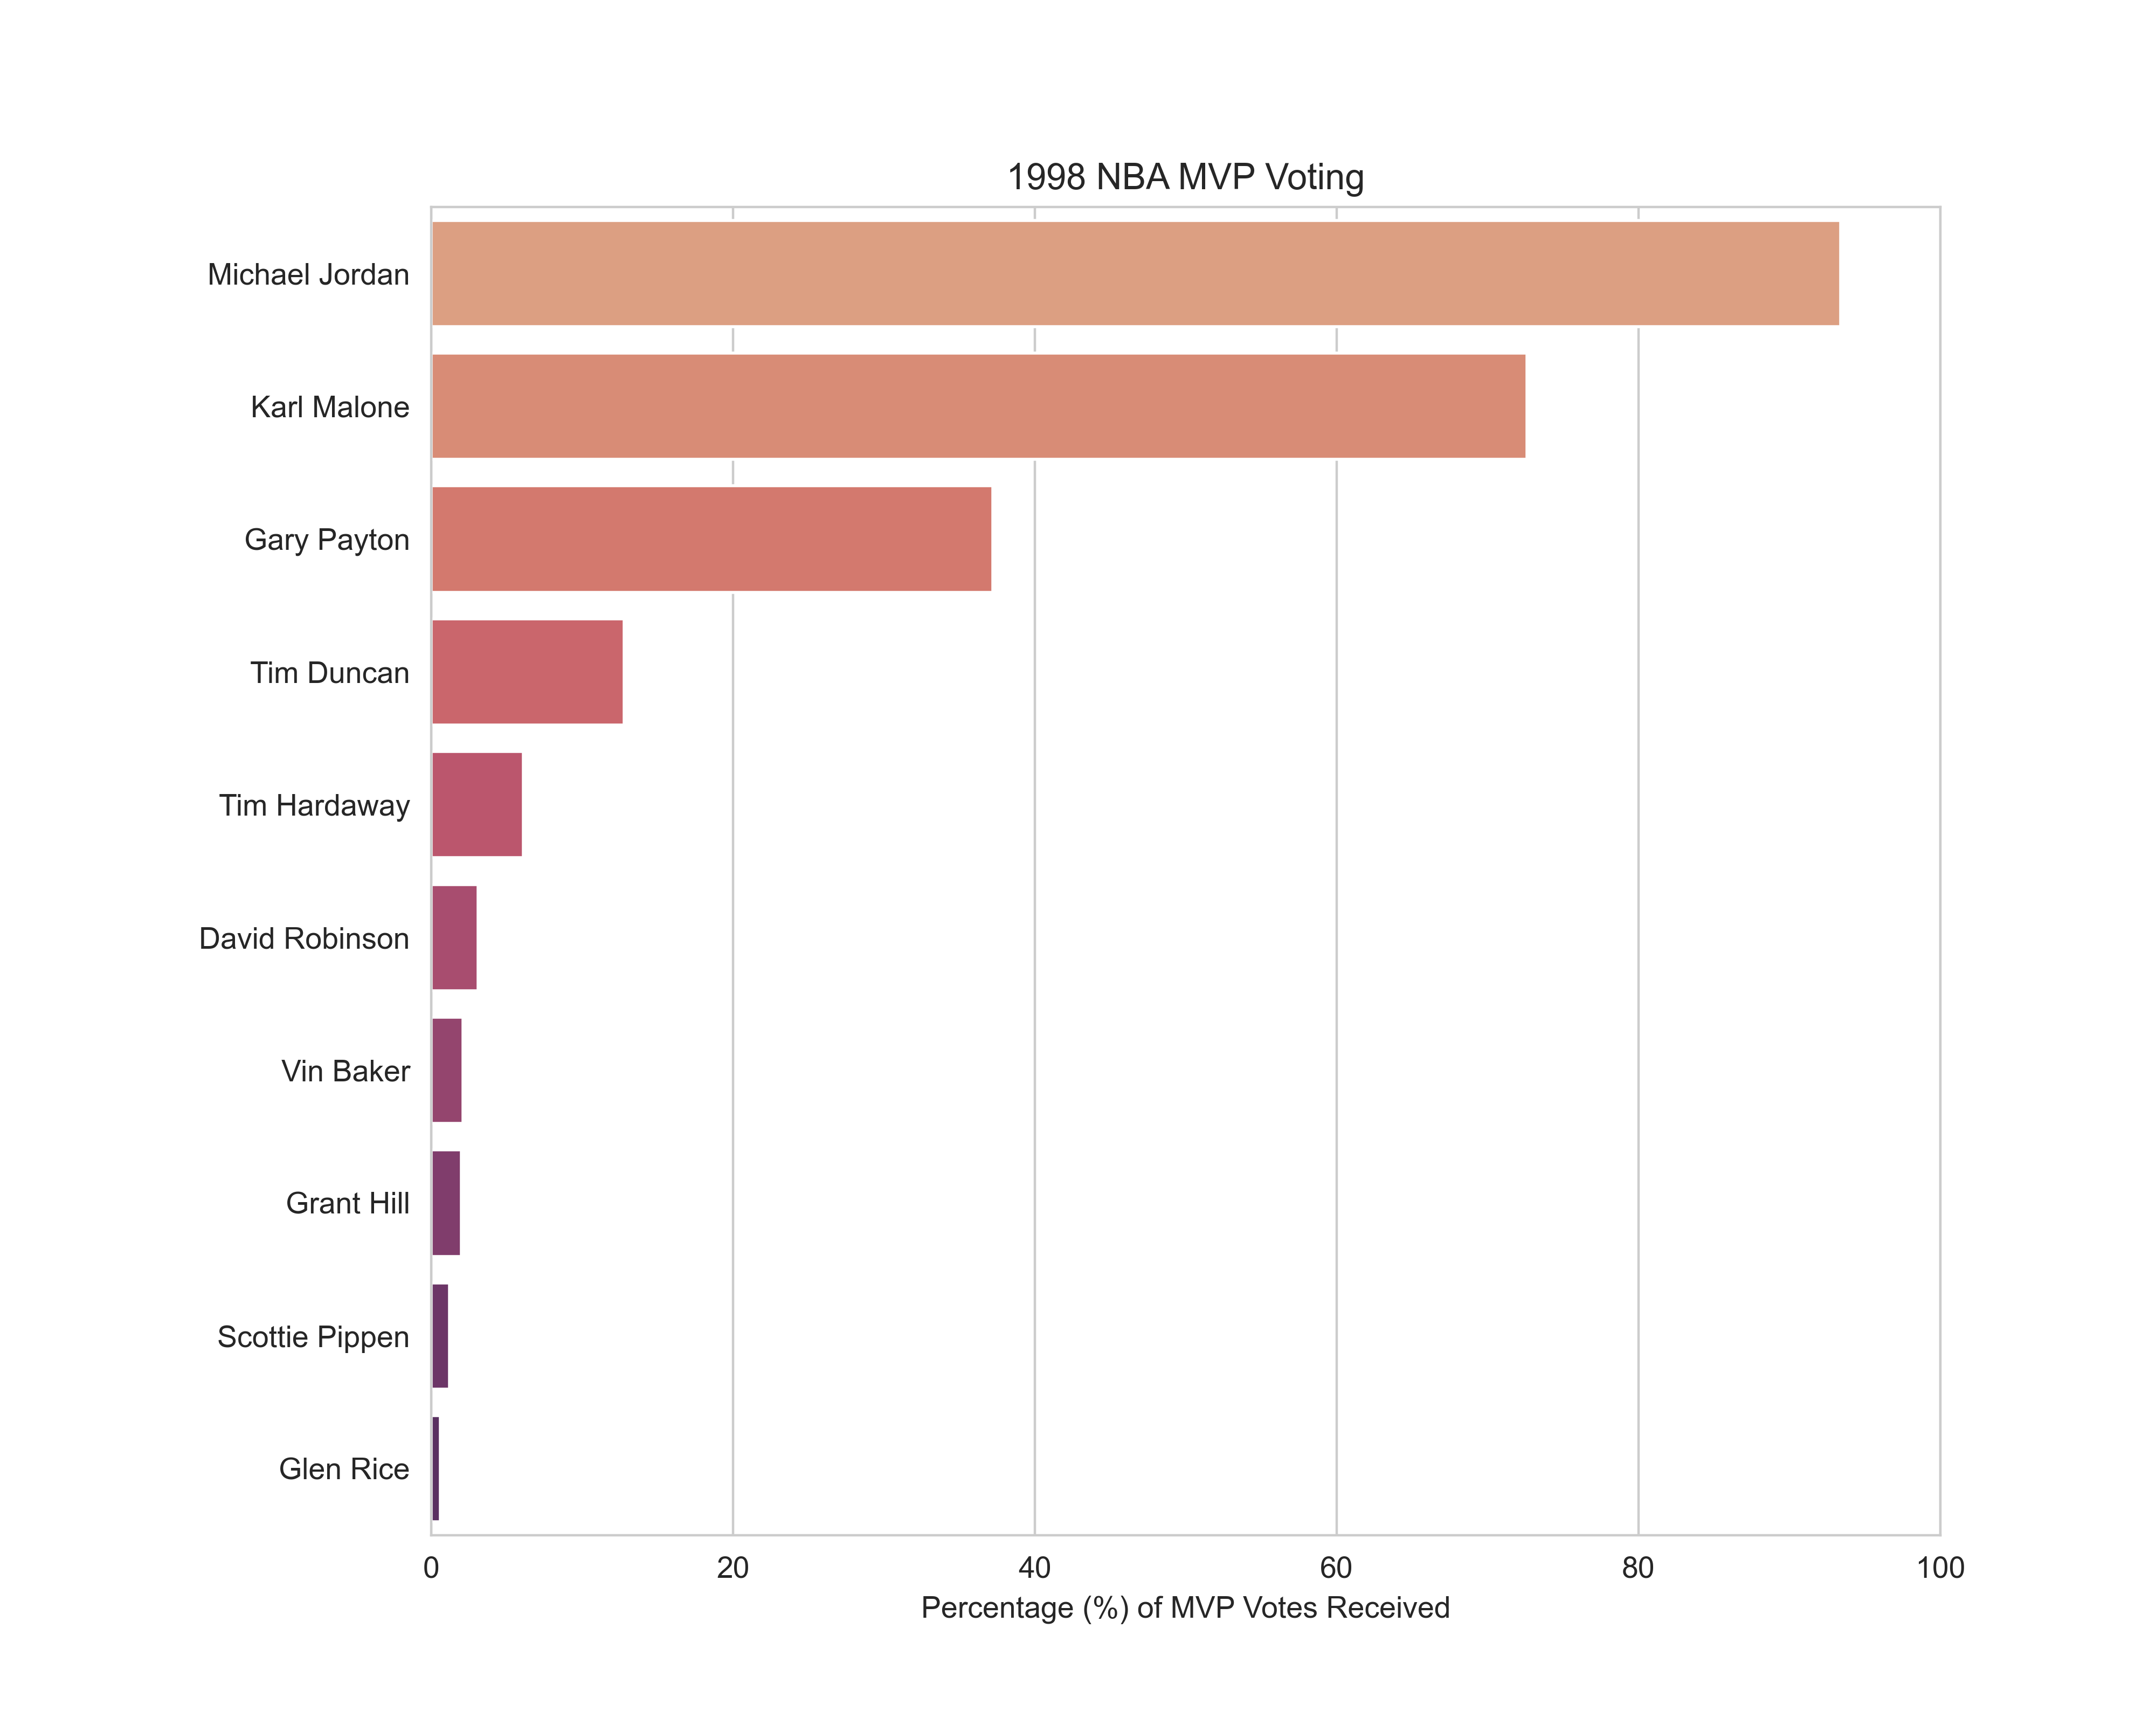 1998 NBA MVP Voting
Michael Jordan
Karl Malone
Gary Payton
Tim Duncan
Tim Hardaway
David Robinson
Vin Baker
Grant Hill
Scottie Pippen
Glen Rice
0 20 40 60 80 100
Percentage (%) of MVP Votes Received